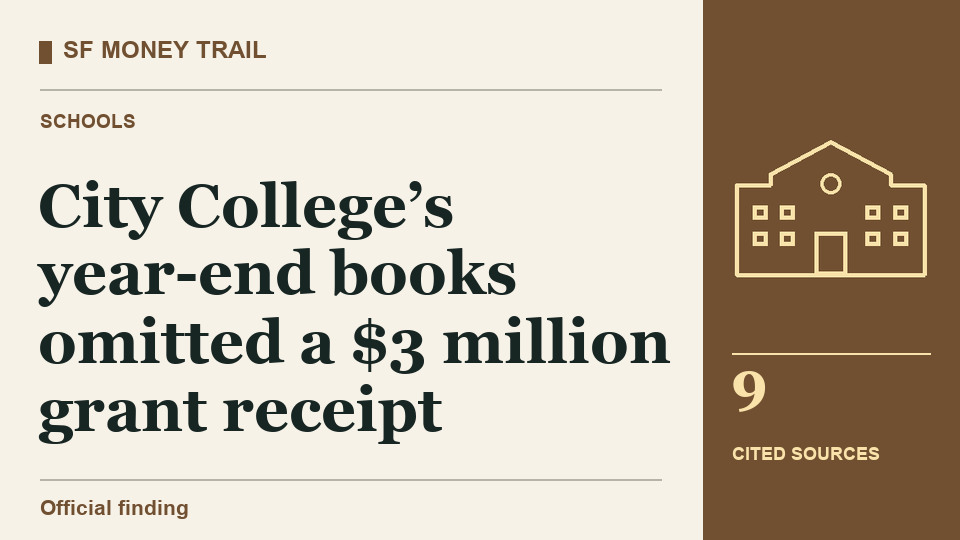 SF MONEY TRAIL
SCHOOLS
City College’s
year-end books
omitted a $3 million
grant receipt
Official finding
9
CITED SOURCES